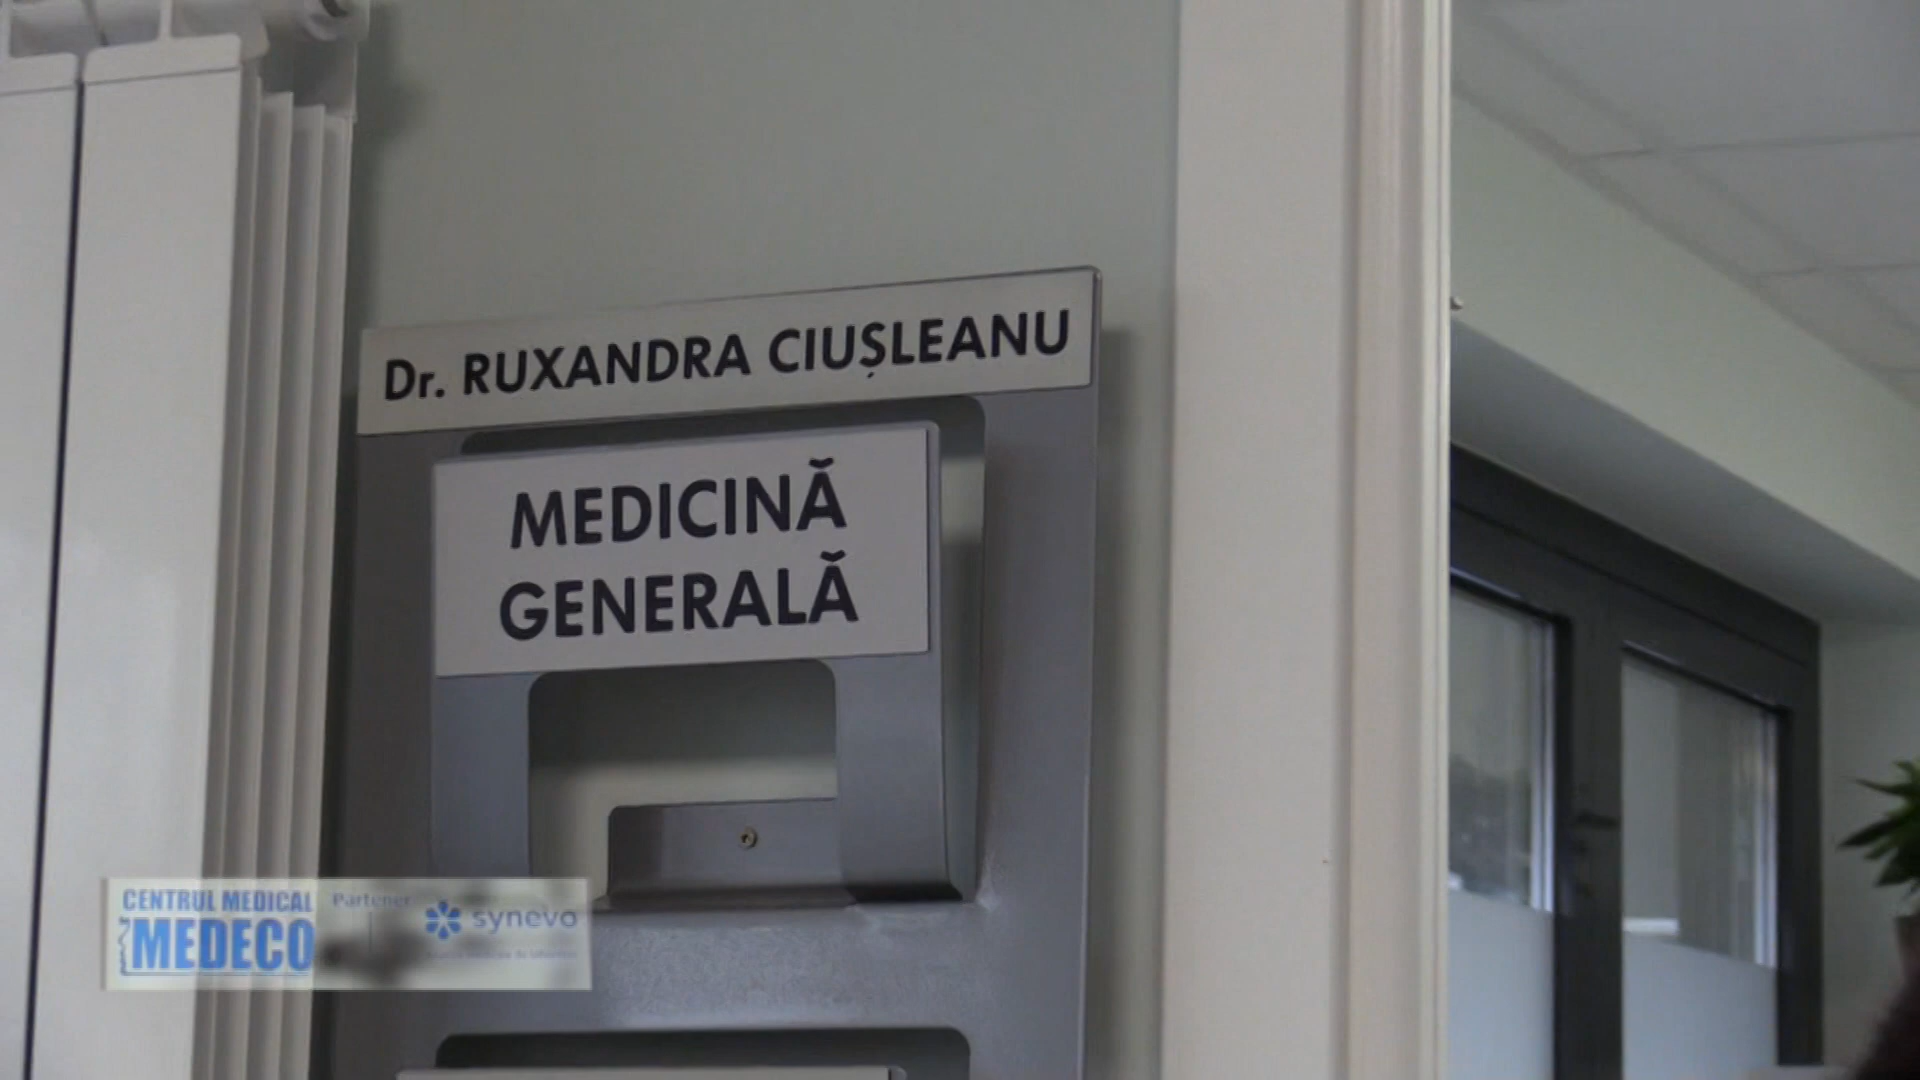 Dr. RUXANDRA CIUȘLEANU
MEDICINĂ
GENERALĂ
CENTRUL MEDICAL
MEDECO
Partener
synevo